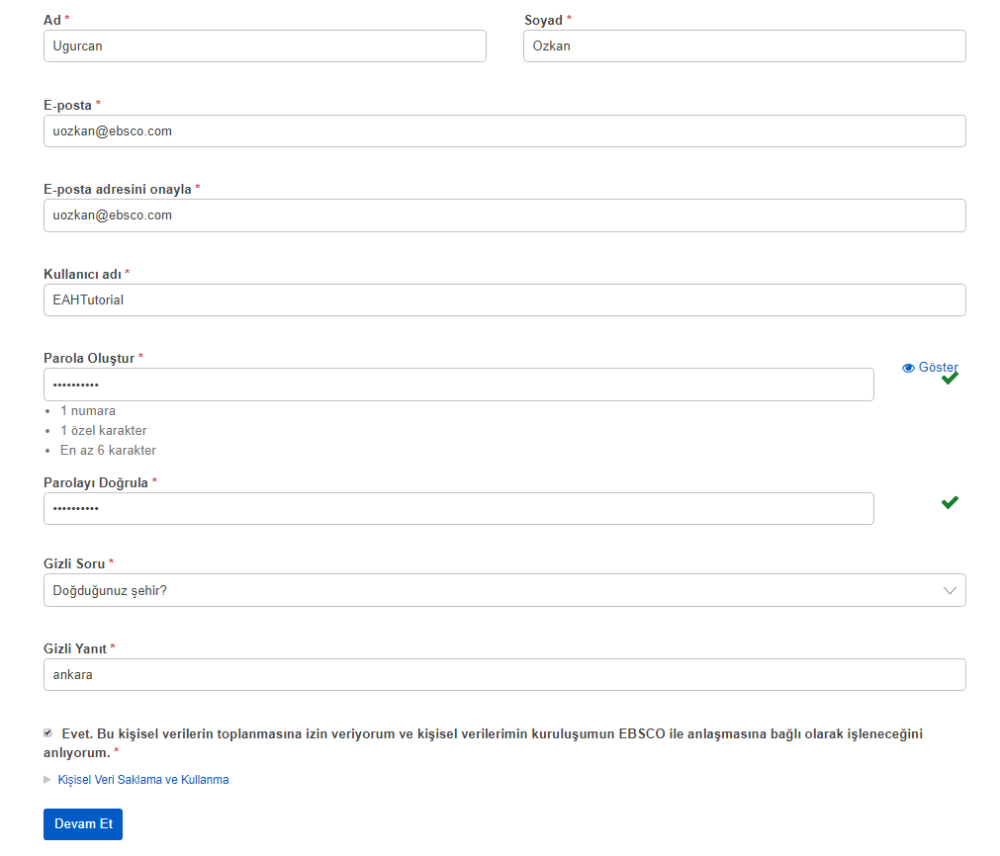 Ad * Soyad *
Ugurcan Ozkan
E-posta *
uozkan@ebsco.com
E-posta adresini onayla *
uozkan@ebsco.com
Kullanıcı adı *
EAHTutorial
Parola Oluştur *
Göster
••••••••••
• 1 numara
• 1 özel karakter
• En az 6 karakter
Parolayı Doğrula *
••••••••••
Gizli Soru *
Doğduğunuz şehir?
Gizli Yanıt *
ankara
Evet. Bu kişisel verilerin toplanmasına izin veriyorum ve kişisel verilerimin kuruluşumun EBSCO ile anlaşmasına bağlı olarak işleneceğini
anlıyorum. *
Kişisel Veri Saklama ve Kullanma
Devam Et